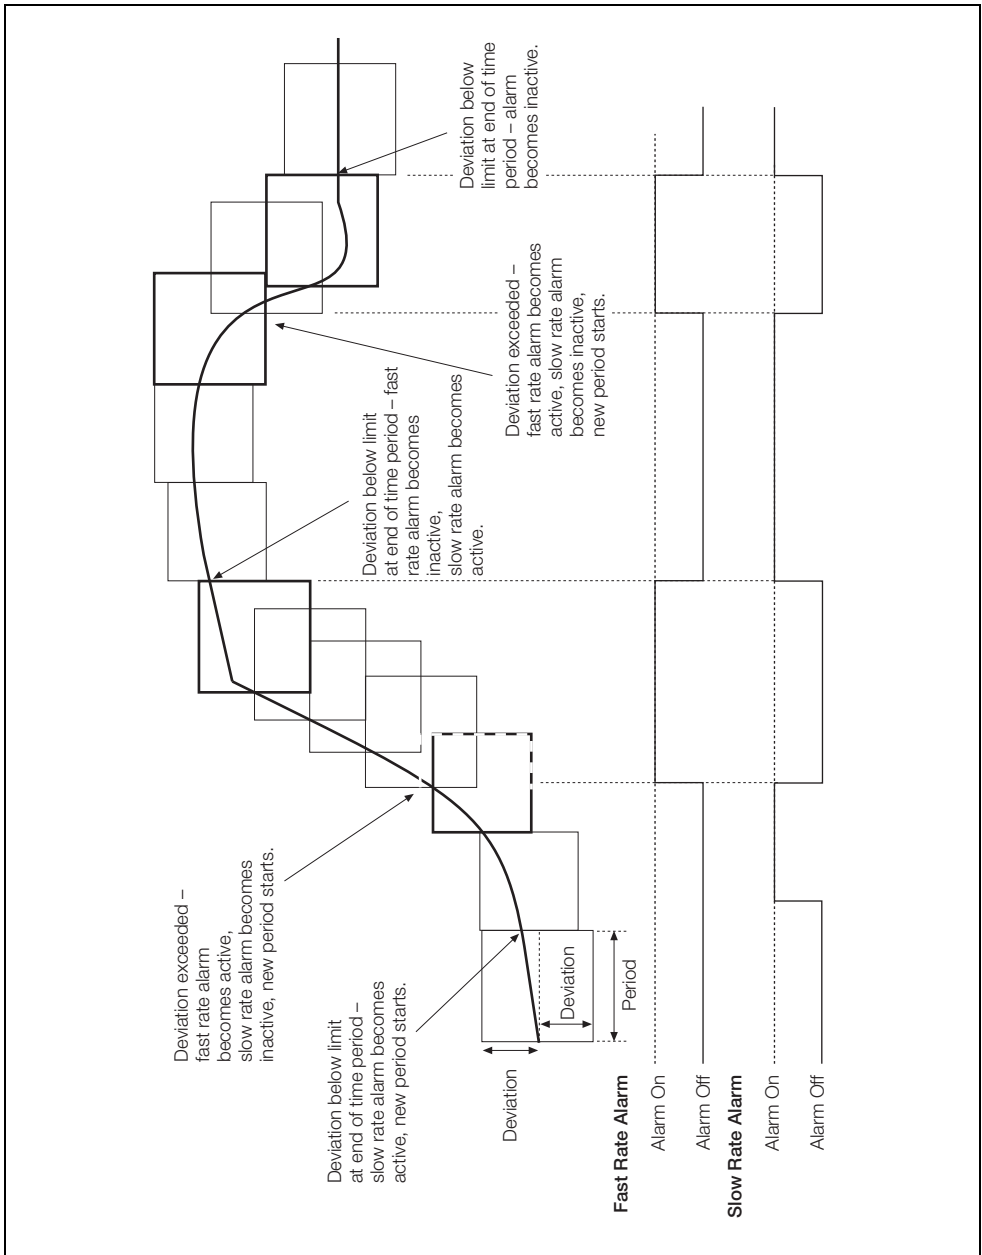 Deviation exceeded –
fast rate alarm
becomes active,
slow rate alarm becomes
inactive, new period starts.
Deviation below limit
at end of time period –
slow rate alarm becomes
active, new period starts.
Deviation below limit
at end of time period – fast
rate alarm becomes
inactive,
slow rate alarm becomes
active.
Deviation exceeded –
fast rate alarm becomes
active, slow rate alarm
becomes inactive,
new period starts.
Deviation below
limit at end of time
period – alarm
becomes inactive.
Deviation
Deviation
Period
Fast Rate Alarm
Alarm On
Alarm Off
Slow Rate Alarm
Alarm On
Alarm Off